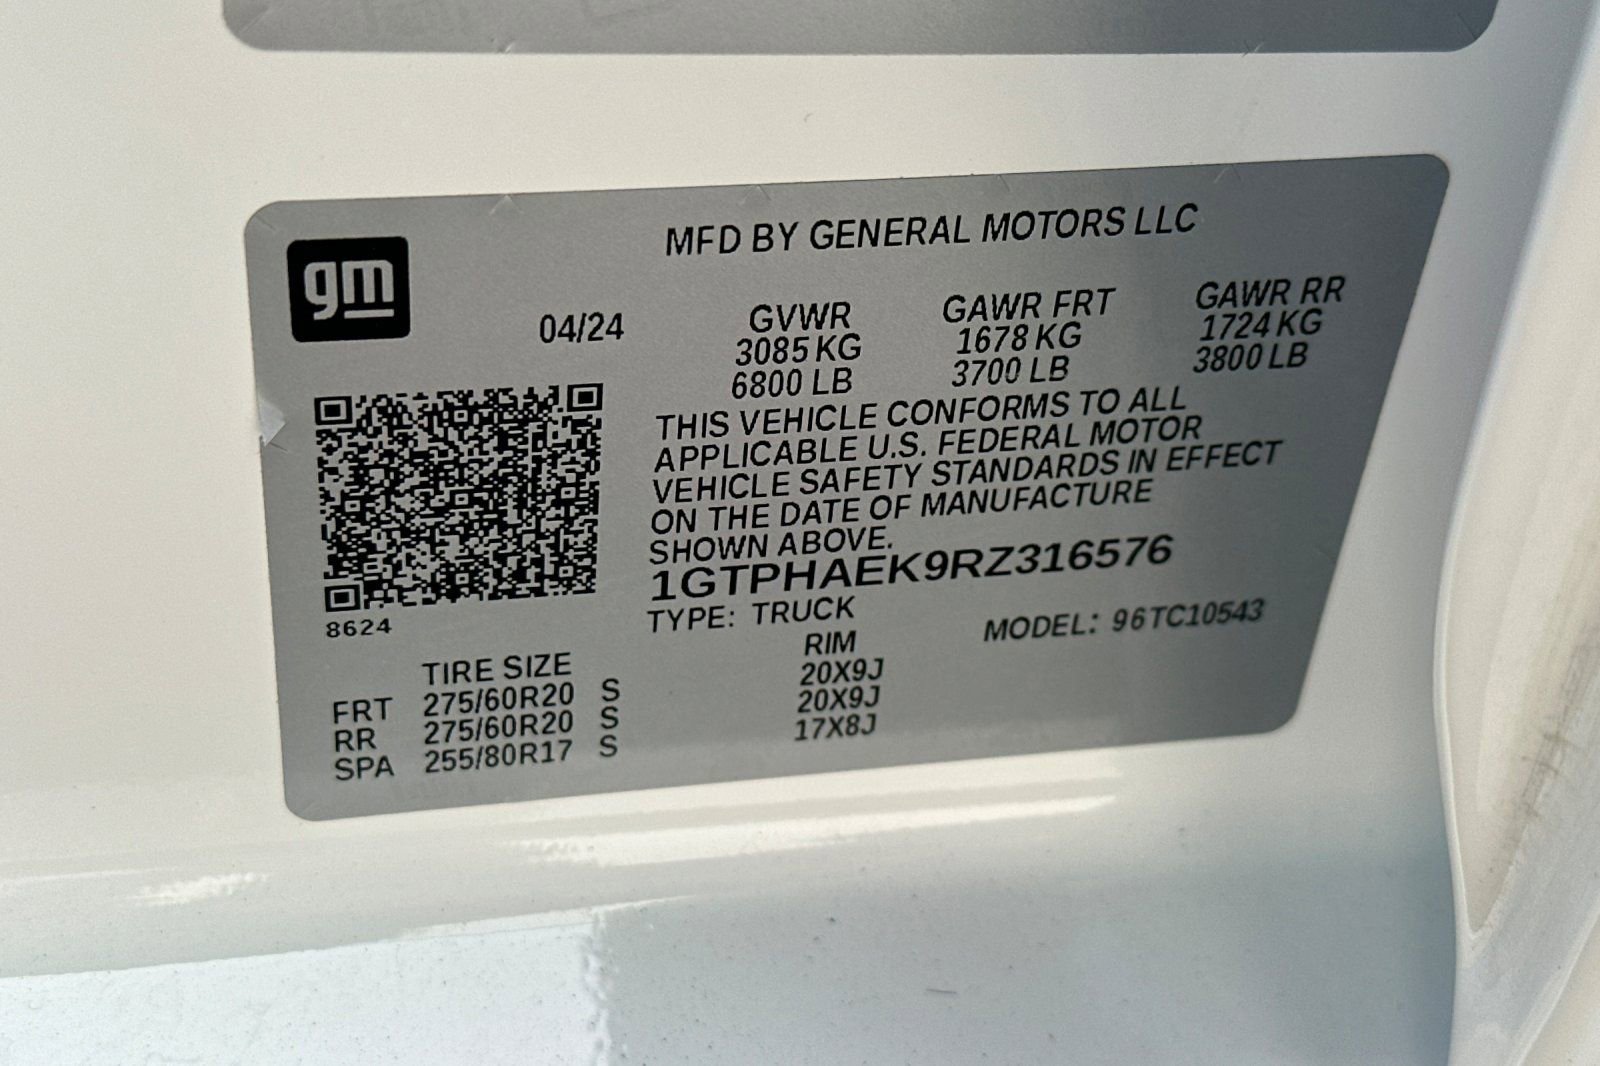 gm
MFD BY GENERAL MOTORS LLC
04/24 GVWR GAWR FRT GAWR RR
3085 KG 1678 KG 1724 KG
6800 LB 3700 LB 3800 LB
THIS VEHICLE CONFORMS TO ALL
APPLICABLE U.S. FEDERAL MOTOR
VEHICLE SAFETY STANDARDS IN EFFECT
ON THE DATE OF MANUFACTURE
SHOWN ABOVE.
1GTPHAEK9RZ316576
TYPE: TRUCK MODEL: 96TC10543
8624
TIRE SIZE RIM
FRT 275/60R20 S 20X9J
RR 275/60R20 S 20X9J
SPA 255/80R17 S 17X8J